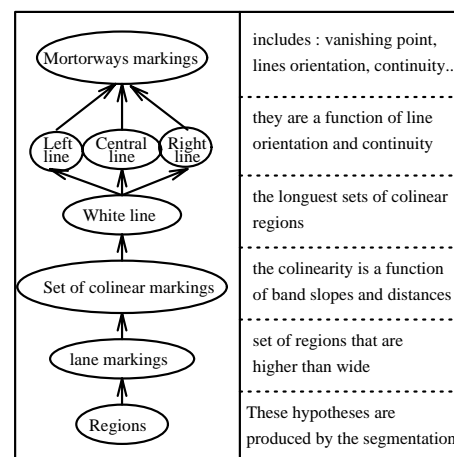 Mortorways markings
includes : vanishing point,
lines orientation, continuity..
Left
line
Central
line
Right
line
they are a function of line
orientation and continuity
White line
the longuest sets of colinear
regions
Set of colinear markings
the colinearity is a function
of band slopes and distances
lane markings
set of regions that are
higher than wide
Regions
These hypotheses are
produced by the segmentation